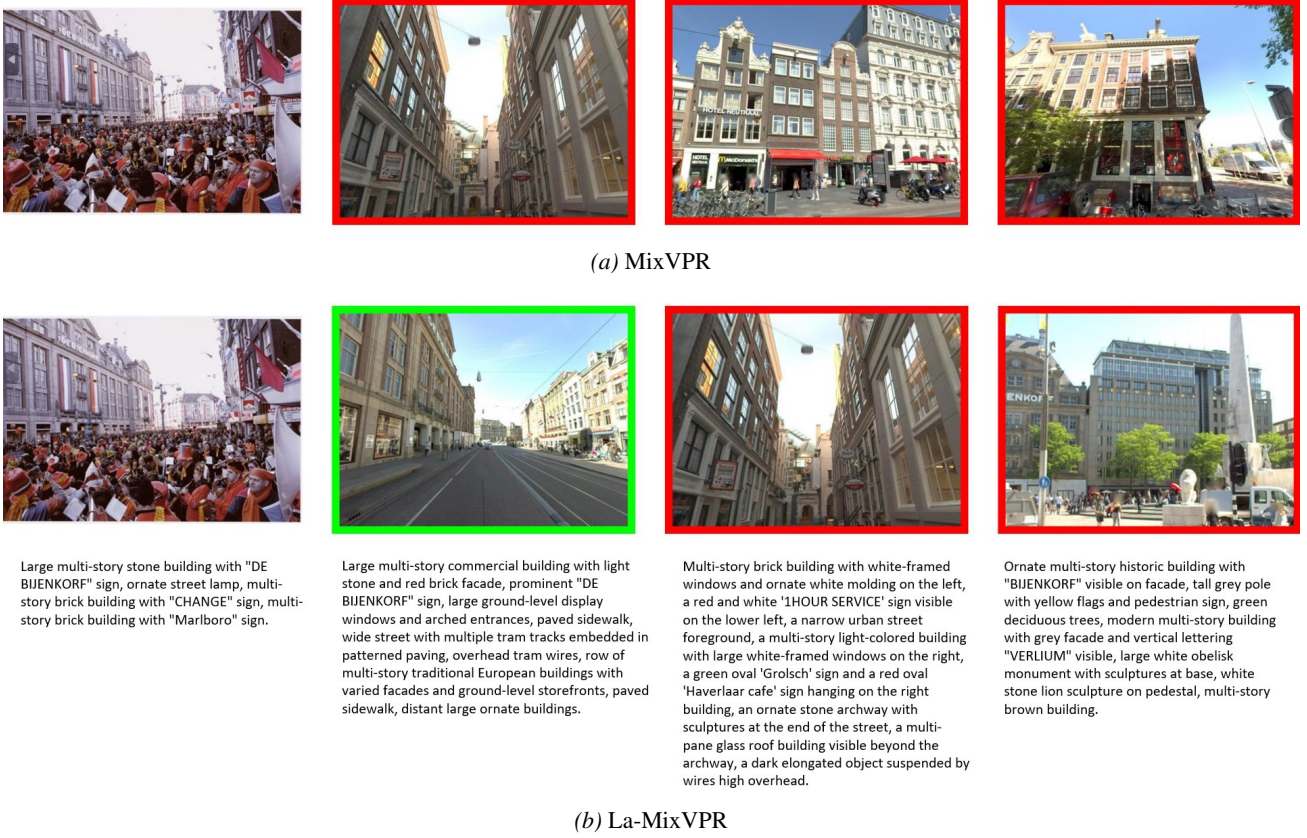 HOTEL NEUTRAAL
HOTEL NEUTRAAL
McDonald's
(a) MixVPR
ENKORF
Large multi-story stone building with "DE
BIJENKORF" sign, ornate street lamp, multi-
story brick building with "CHANGE" sign, multi-
story brick building with "Marlboro" sign.
Large multi-story commercial building with light
stone and red brick facade, prominent "DE
BIJENKORF" sign, large ground-level display
windows and arched entrances, paved sidewalk,
wide street with multiple tram tracks embedded in
patterned paving, overhead tram wires, row of
multi-story traditional European buildings with
varied facades and ground-level storefronts, paved
sidewalk, distant large ornate buildings.
Multi-story brick building with white-framed
windows and ornate white molding on the left,
a red and white '1HOUR SERVICE' sign visible
on the lower left, a narrow urban street
foreground, a multi-story light-colored building
with large white-framed windows on the right,
a green oval 'Grolsch' sign and a red oval
'Haverlaar cafe' sign hanging on the right
building, an ornate stone archway with
sculptures at the end of the street, a multi-
pane glass roof building visible beyond the
archway, a dark elongated object suspended by
wires high overhead.
Ornate multi-story historic building with
"BIJENKORF" visible on facade, tall grey pole
with yellow flags and pedestrian sign, green
deciduous trees, modern multi-story building
with grey facade and vertical lettering
"VERLIUM" visible, large white obelisk
monument with sculptures at base, white
stone lion sculpture on pedestal, multi-story
brown building.
(b) La-MixVPR